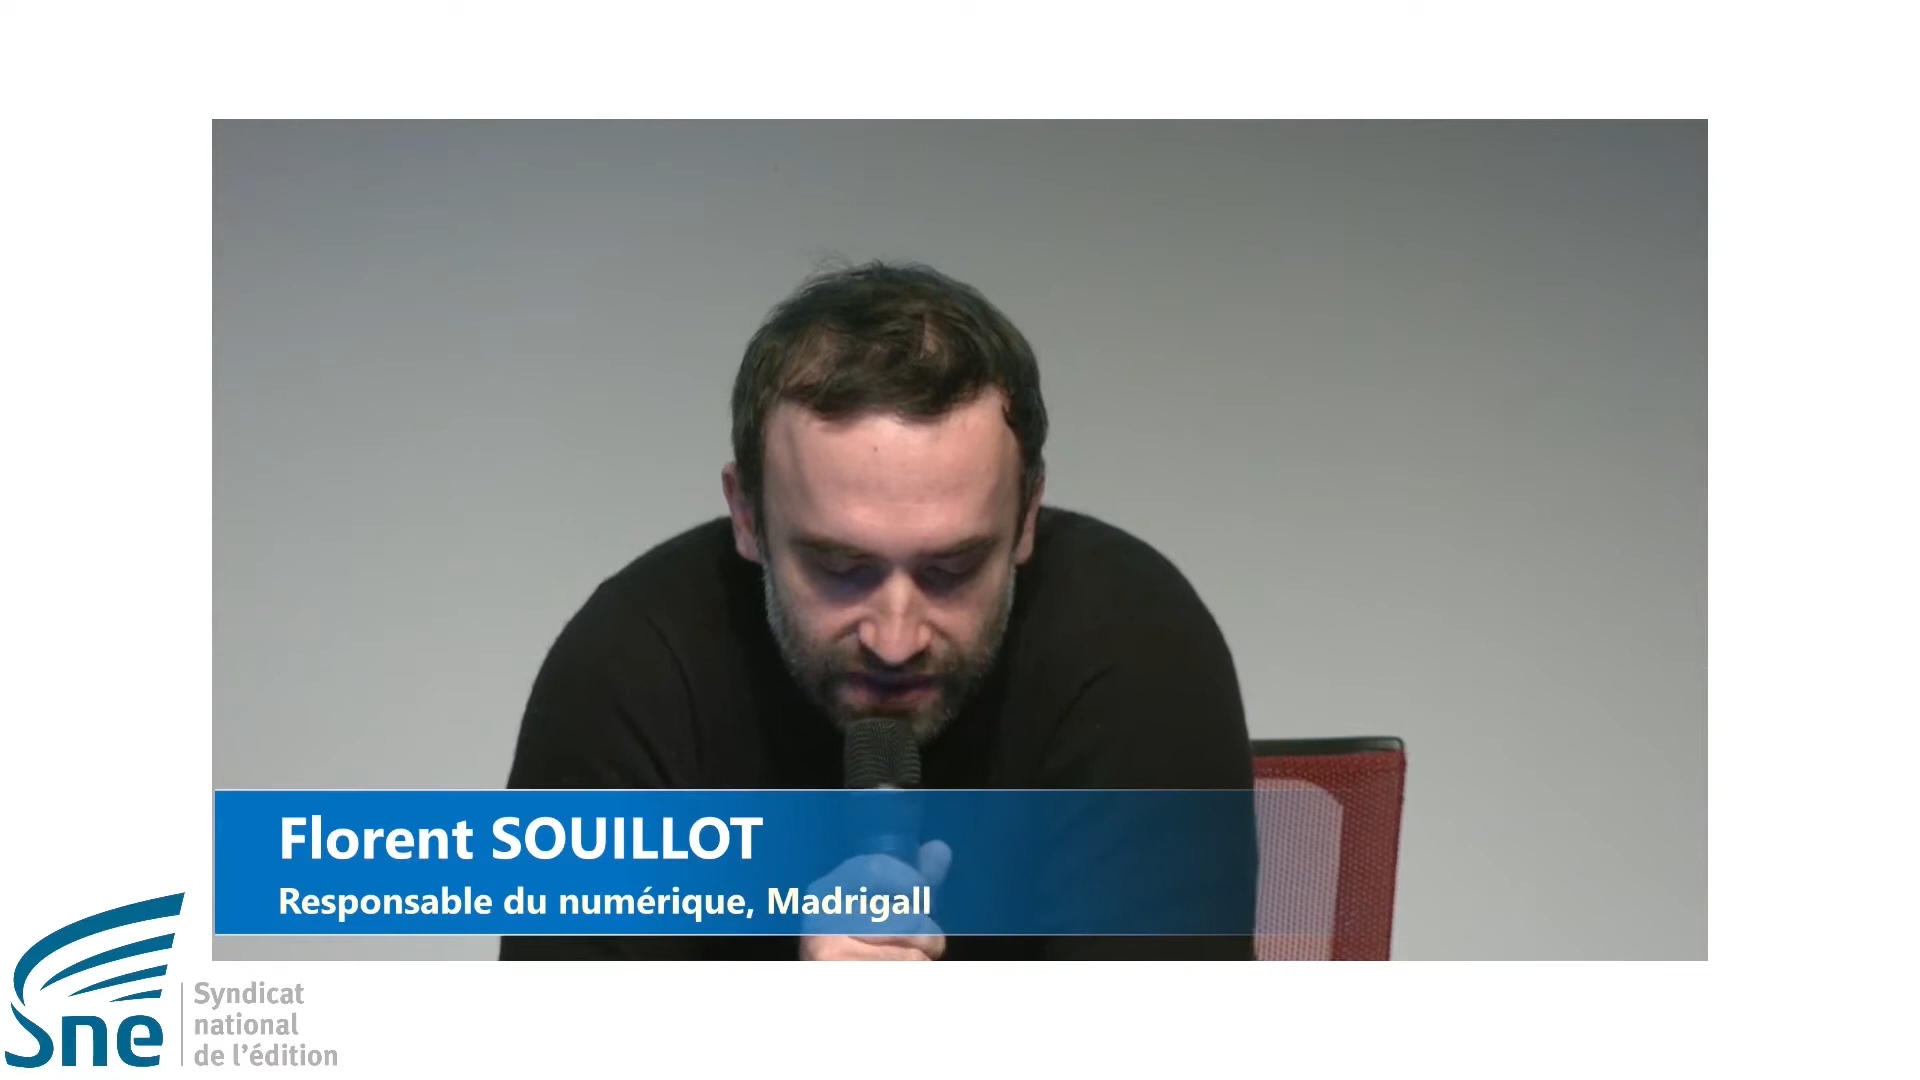 Florent SOUILLOT
Responsable du numérique, Madrigall
Sne
Syndicat
national
de l'édition